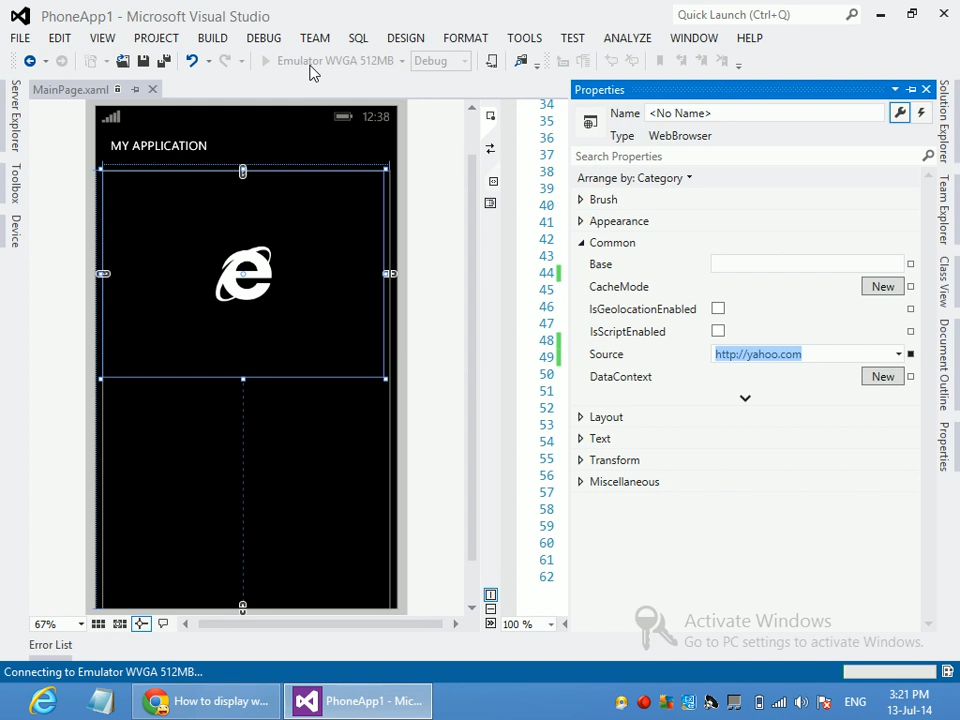 PhoneApp1 - Microsoft Visual Studio
Quick Launch (Ctrl+Q)
FILE EDIT VIEW PROJECT BUILD DEBUG TEAM SQL DESIGN FORMAT TOOLS TEST ANALYZE WINDOW HELP
Emulator WVGA 512MB Debug
MainPage.xaml
Properties
Server Explorer
Toolbox
Device
12:38
MY APPLICATION
34
35
36
37
38
39
40
41
42
43
44
45
46
47
48
49
50
51
52
53
54
55
56
57
58
59
60
61
62
Name <No Name>
Type WebBrowser
Search Properties
Arrange by: Category
Brush
Appearance
Common
Base
CacheMode New
IsGeolocationEnabled
IsScriptEnabled
Source http://yahoo.com
DataContext New
Layout
Text
Transform
Miscellaneous
Solution Explorer
Team Explorer
Class View
Document Outline
Properties
Activate Windows
Go to PC settings to activate Windows.
67%
100 %
Error List
Connecting to Emulator WVGA 512MB...
How to display w...
PhoneApp1 - Mic...
ENG
3:21 PM
13-Jul-14